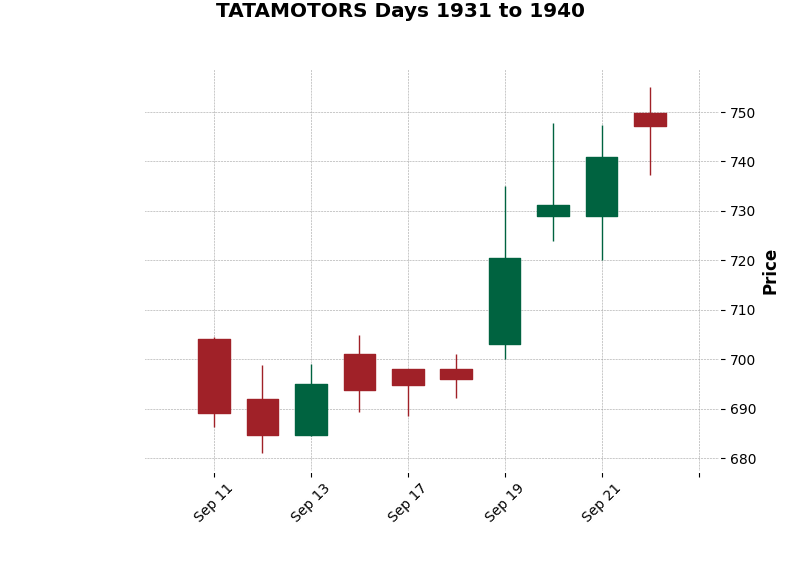 TATAMOTORS Days 1931 to 1940
750
740
730
720
710
700
690
680
Price
Sep 11
Sep 13
Sep 17
Sep 19
Sep 21